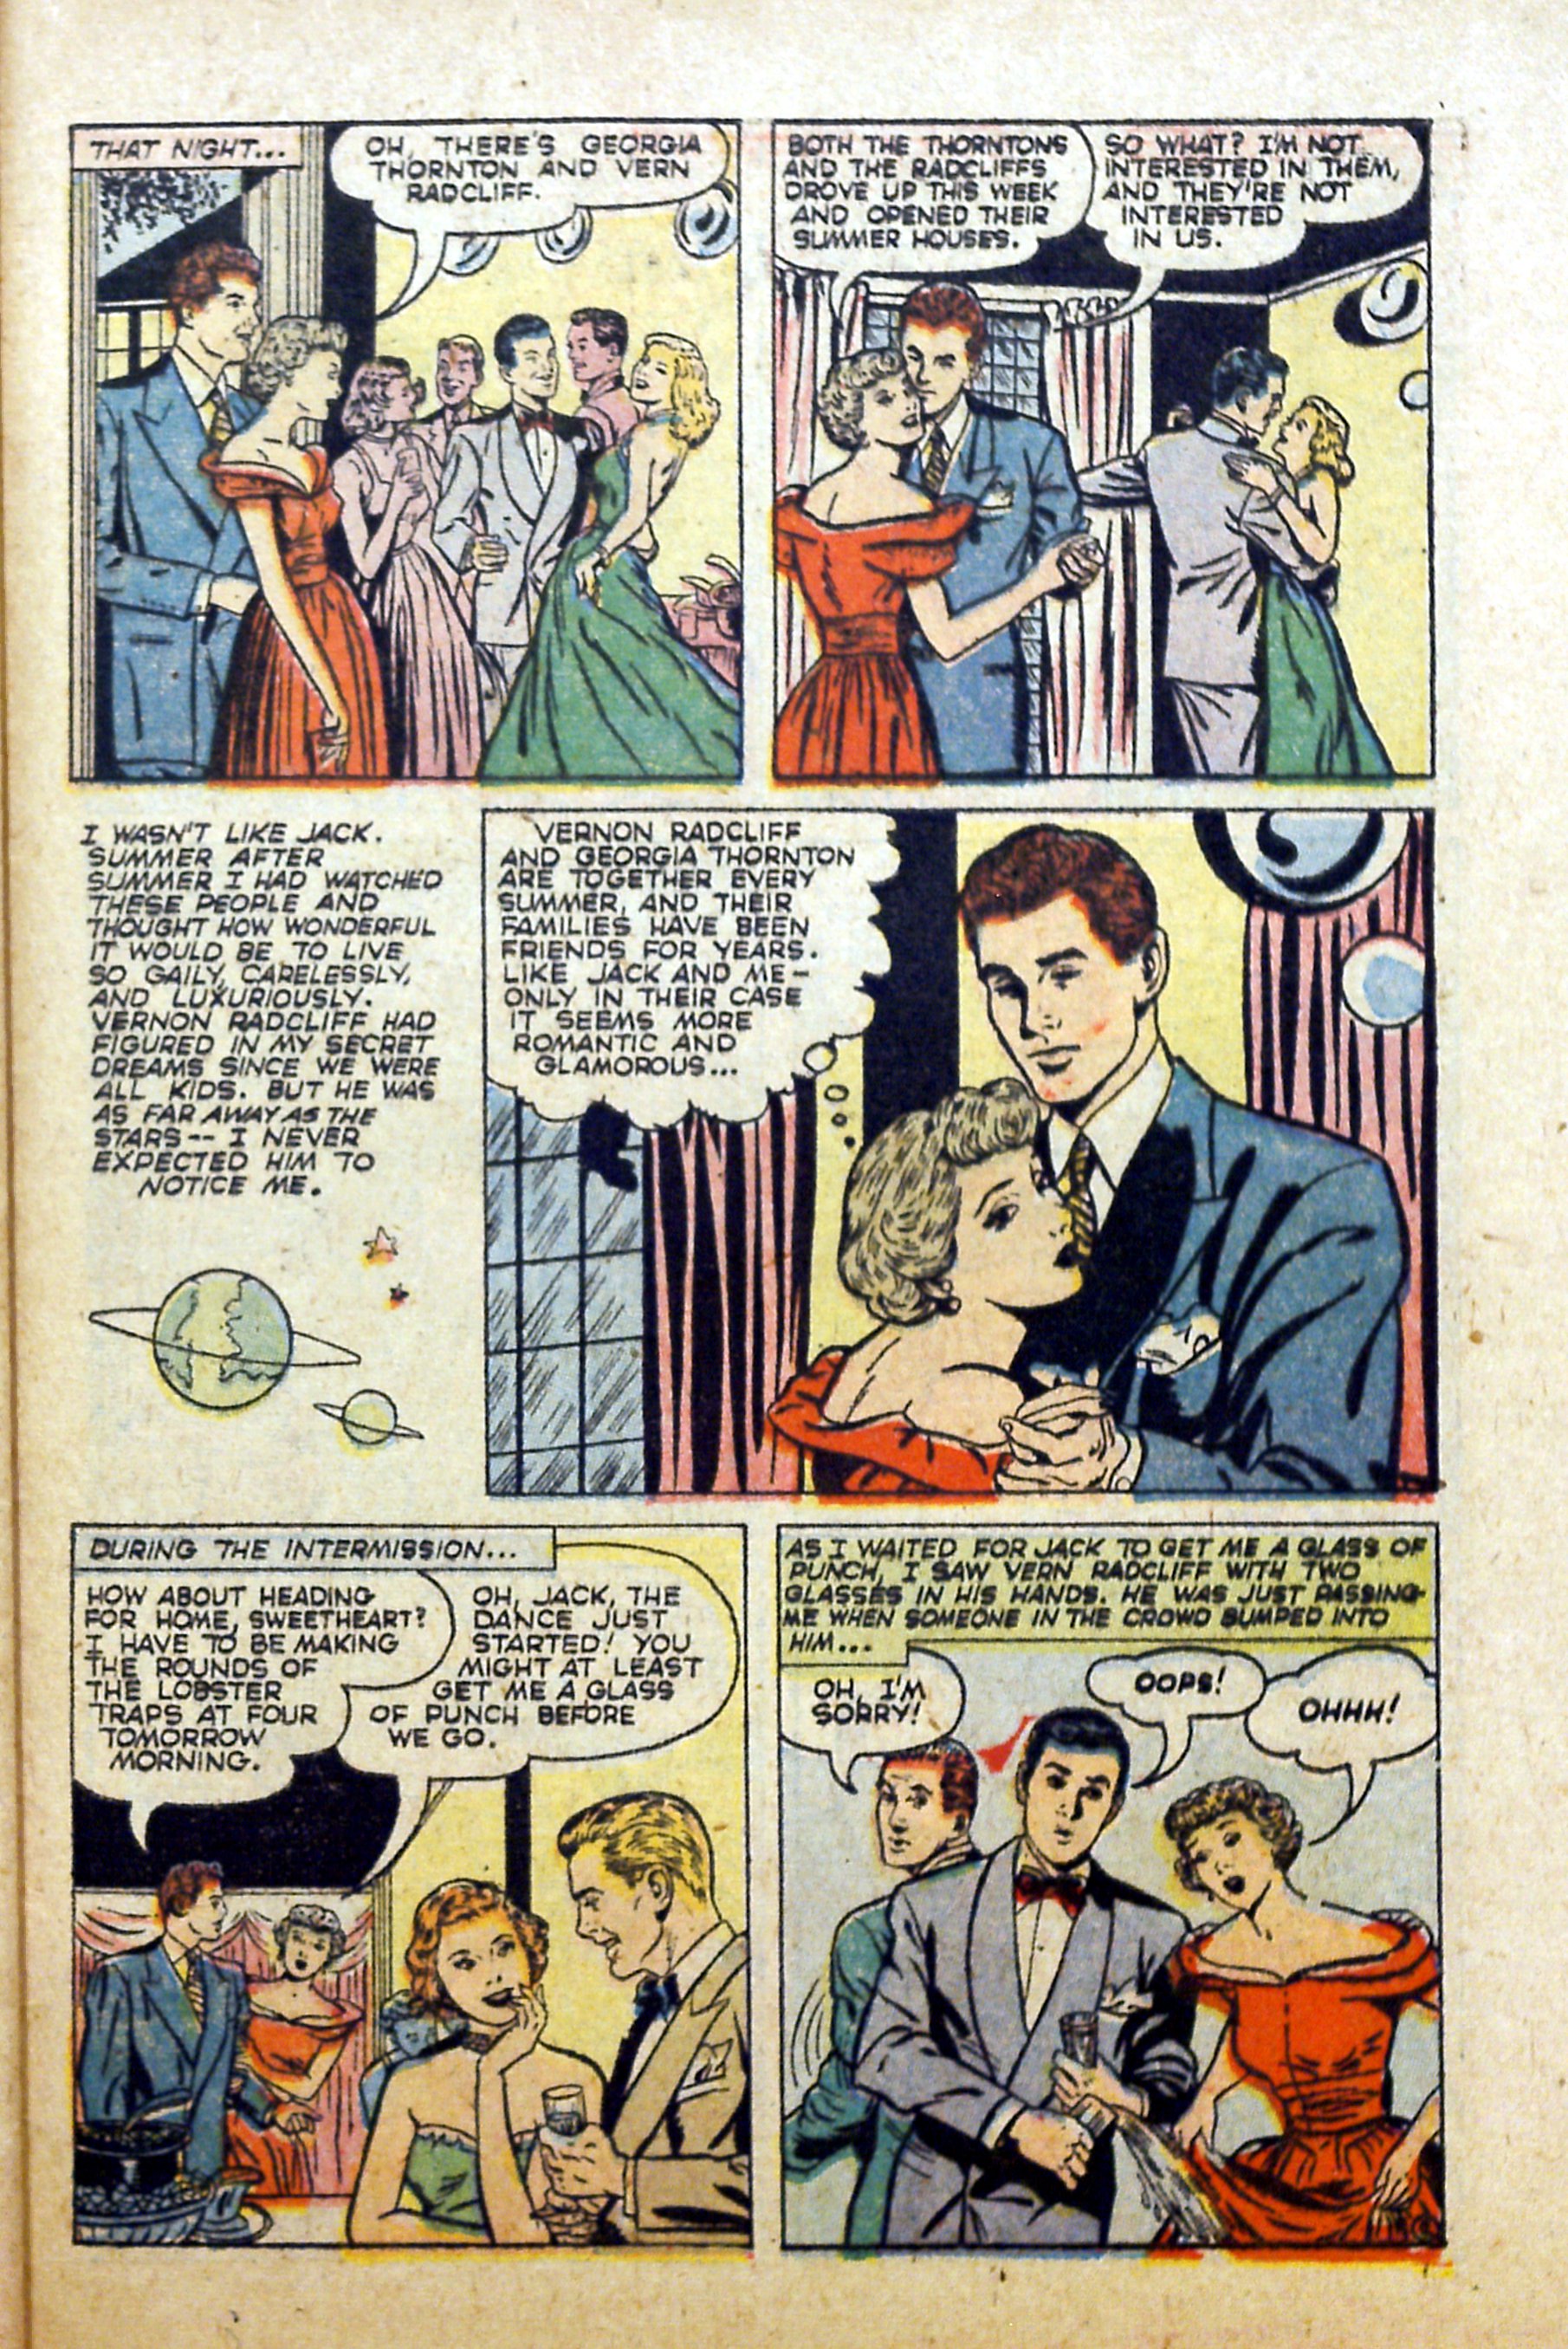 THAT NIGHT...
OH, THERE'S GEORGIA
THORNTON AND VERN
RADCLIFF.
BOTH THE THORNTONS
AND THE RADCLIFFS
DROVE UP THIS WEEK
AND OPENED THEIR
SUMMER HOUSES.
SO WHAT? I'M NOT
INTERESTED IN THEM,
AND THEY'RE NOT
INTERESTED
IN US.
I WASN'T LIKE JACK.
SUMMER AFTER
SUMMER I HAD WATCHED
THESE PEOPLE AND
THOUGHT HOW WONDERFUL
IT WOULD BE TO LIVE
SO GAILY, CARELESSLY,
AND LUXURIOUSLY.
VERNON RADCLIFF HAD
FIGURED IN MY SECRET
DREAMS SINCE WE WERE
ALL KIDS. BUT HE WAS
AS FAR AWAY AS THE
STARS-- I NEVER
EXPECTED HIM TO
NOTICE ME.
VERNON RADCLIFF
AND GEORGIA THORNTON
ARE TOGETHER EVERY
SUMMER, AND THEIR
FAMILIES HAVE BEEN
FRIENDS FOR YEARS.
LIKE JACK AND ME-
ONLY IN THEIR CASE
IT SEEMS MORE
ROMANTIC AND
GLAMOROUS...
DURING THE INTERMISSION...
HOW ABOUT HEADING
FOR HOME, SWEETHEART?
I HAVE TO BE MAKING
THE ROUNDS OF
THE LOBSTER
TRAPS AT FOUR
TOMORROW
MORNING.
OH, JACK, THE
DANCE JUST
STARTED! YOU
MIGHT AT LEAST
GET ME A GLASS
OF PUNCH BEFORE
WE GO.
AS I WAITED FOR JACK TO GET ME A GLASS OF
PUNCH, I SAW VERN RADCLIFF WITH TWO
GLASSES IN HIS HANDS. HE WAS JUST PASSING
ME WHEN SOMEONE IN THE CROWD BUMPED INTO
HIM...
OH, I'M
SORRY!
OOPS!
OHHH!